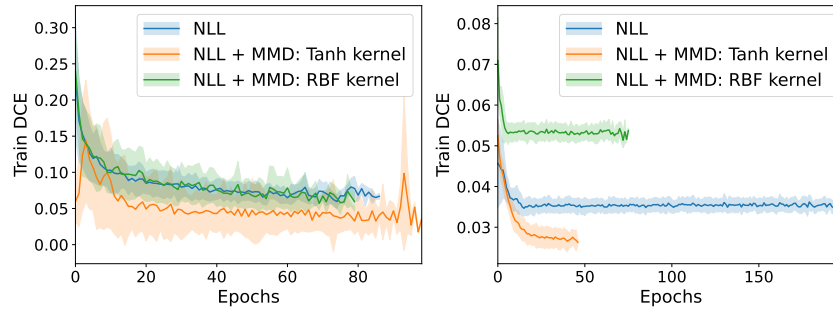 0.30
0.25
0.20
0.15
0.10
0.05
0.00
Train DCE
0
20
40
60
80
Epochs
NLL
NLL + MMD: Tanh kernel
NLL + MMD: RBF kernel
0.08
0.07
0.06
0.05
0.04
0.03
Train DCE
0
50
100
150
Epochs
NLL
NLL + MMD: Tanh kernel
NLL + MMD: RBF kernel